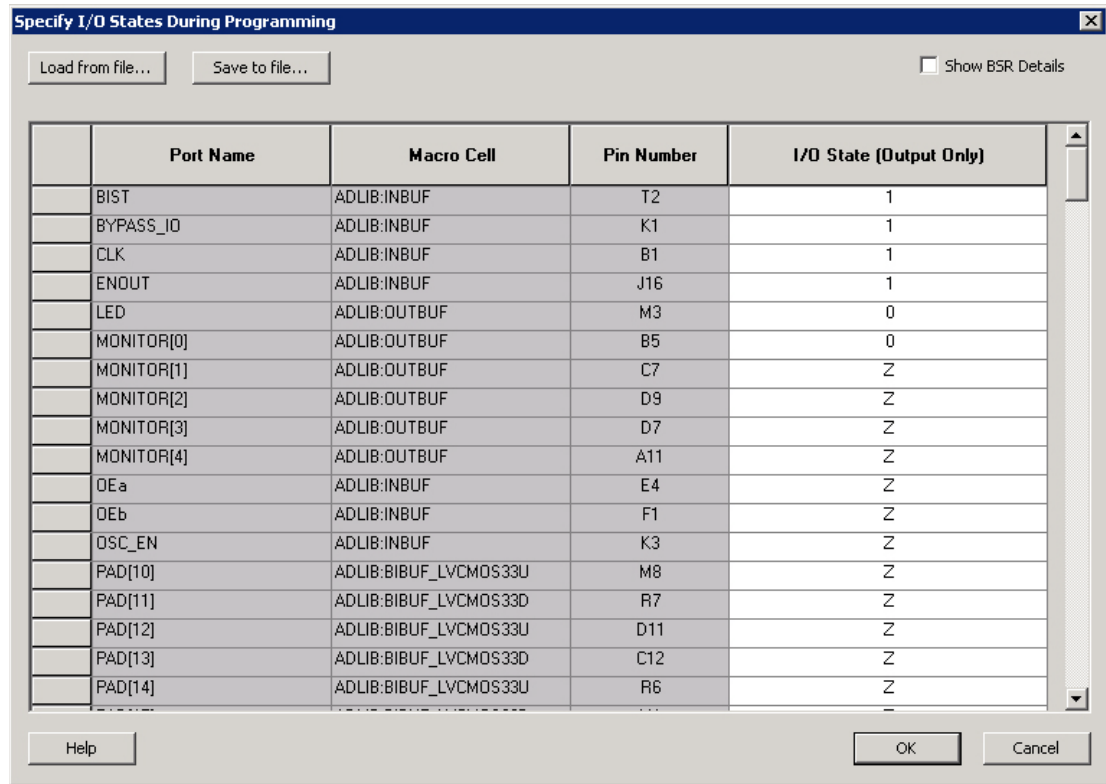 Specify I/O States During Programming
Load from file... Save to file... Show BSR Details
Port Name Macro Cell Pin Number I/O State (Output Only)
BIST ADLIB:INBUF T2 1
BYPASS_IO ADLIB:INBUF K1 1
CLK ADLIB:INBUF B1 1
ENOUT ADLIB:INBUF J16 1
LED ADLIB:OUTBUF M3 0
MONITOR[0] ADLIB:OUTBUF B5 0
MONITOR[1] ADLIB:OUTBUF C7 Z
MONITOR[2] ADLIB:OUTBUF D9 Z
MONITOR[3] ADLIB:OUTBUF D7 Z
MONITOR[4] ADLIB:OUTBUF A11 Z
OEa ADLIB:INBUF E4 Z
OEb ADLIB:INBUF F1 Z
OSC_EN ADLIB:INBUF K3 Z
PAD[10] ADLIB:BIBUF_LVCMOS33U M8 Z
PAD[11] ADLIB:BIBUF_LVCMOS33D R7 Z
PAD[12] ADLIB:BIBUF_LVCMOS33U D11 Z
PAD[13] ADLIB:BIBUF_LVCMOS33D C12 Z
PAD[14] ADLIB:BIBUF_LVCMOS33U R6 Z
Help OK Cancel